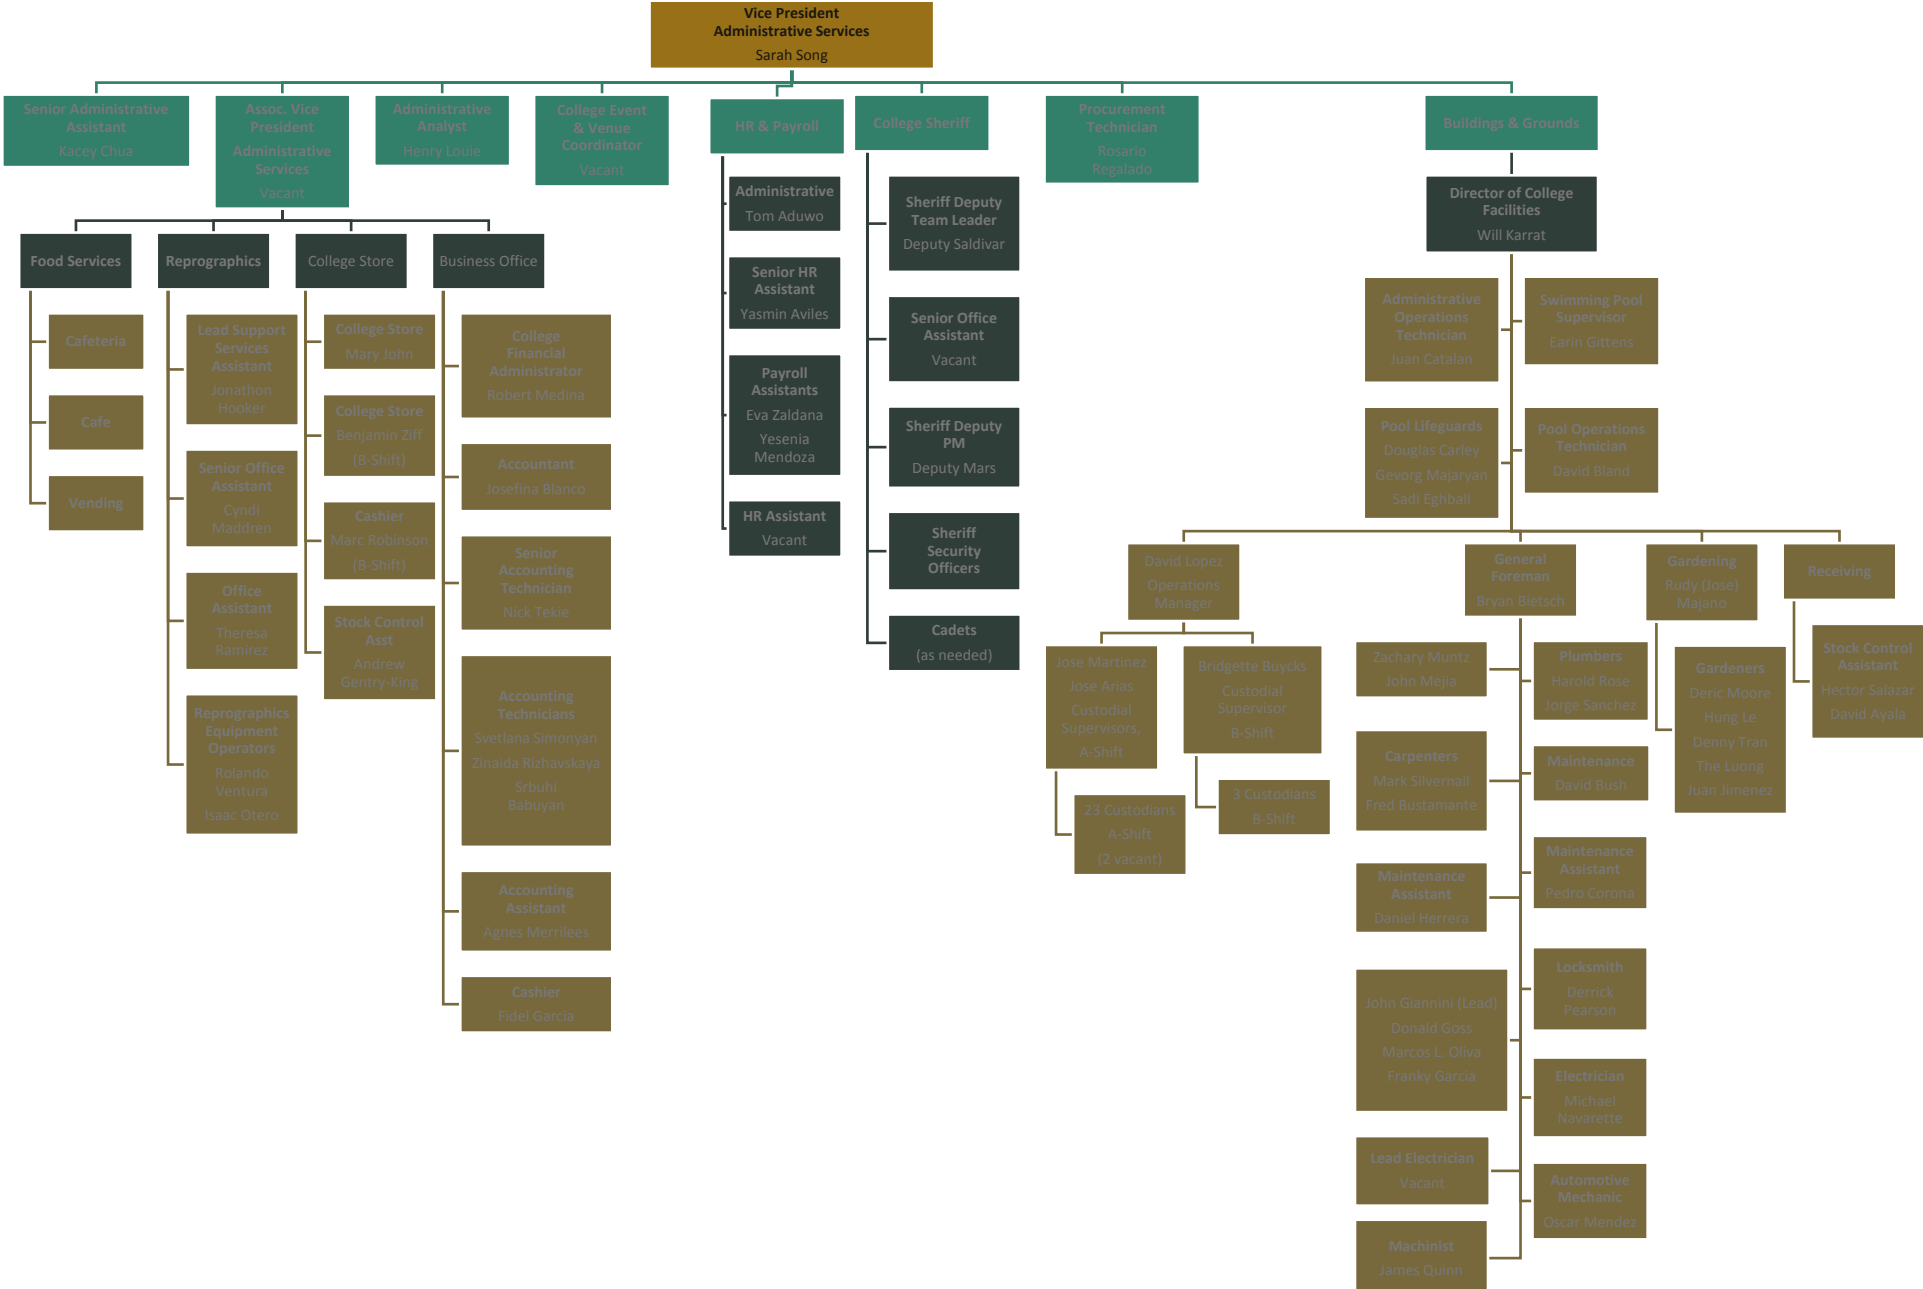 Vice President
Administrative Services
Sarah Song
Senior Administrative
Assistant
Kacey Chua
Assoc. Vice
President
Administrative
Services
Vacant
Administrative
Analyst
Henry Louie
College Event
& Venue
Coordinator
Vacant
HR & Payroll
College Sheriff
Procurement
Technician
Rosario
Regalado
Buildings & Grounds
Food Services
Cafeteria
Cafe
Vending
Reprographics
Lead Support
Services
Assistant
Jonathon
Hooker
Senior Office
Assistant
Cyndi
Maddren
Office
Assistant
Theresa
Ramirez
Reprographics
Equipment
Operators
Rolando
Ventura
Isaac Otero
College Store
College Store
Mary John
College Store
Benjamin Ziff
(B-Shift)
Cashier
Marc Robinson
(B-Shift)
Stock Control
Asst
Andrew
Gentry-King
Business Office
College
Financial
Administrator
Robert Medina
Accountant
Josefina Blanco
Senior
Accounting
Technician
Nick Tekie
Accounting
Technicians
Svetlana Simonyan
Zinaida Rizhavskaya
Srbuhi
Babuyan
Accounting
Assistant
Agnes Merrilees
Cashier
Fidel Garcia
Administrative
Tom Aduwo
Senior HR
Assistant
Yasmin Aviles
Payroll
Assistants
Eva Zaldana
Yesenia
Mendoza
HR Assistant
Vacant
Sheriff Deputy
Team Leader
Deputy Saldivar
Senior Office
Assistant
Vacant
Sheriff Deputy
PM
Deputy Mars
Sheriff
Security
Officers
Cadets
(as needed)
Director of College
Facilities
Will Karrat
Administrative
Operations
Technician
Juan Catalan
Swimming Pool
Supervisor
Earin Gittens
Pool Lifeguards
Douglas Carley
Gevorg Majaryan
Sadi Eghball
Pool Operations
Technician
David Bland
David Lopez
Operations
Manager
Jose Martinez
Jose Arias
Custodial
Supervisors,
A-Shift
23 Custodians
A-Shift
(2 vacant)
Bridgette Buycks
Custodial
Supervisor
B-Shift
3 Custodians
B-Shift
General
Foreman
Bryan Bietsch
Zachary Muntz
John Mejia
Plumbers
Harold Rose
Jorge Sanchez
Carpenters
Mark Silvernail
Fred Bustamante
Maintenance
David Bush
Maintenance
Assistant
Daniel Herrera
Maintenance
Assistant
Pedro Corona
John Giannini (Lead)
Donald Goss
Marcos L. Oliva
Franky Garcia
Locksmith
Derrick
Pearson
Electrician
Michael
Navarette
Lead Electrician
Vacant
Automotive
Mechanic
Oscar Mendez
Machinist
James Quinn
Gardening
Rudy (Jose)
Majano
Gardeners
Deric Moore
Hung Le
Denny Tran
The Luong
Juan Jimenez
Receiving
Stock Control
Assistant
Hector Salazar
David Ayala